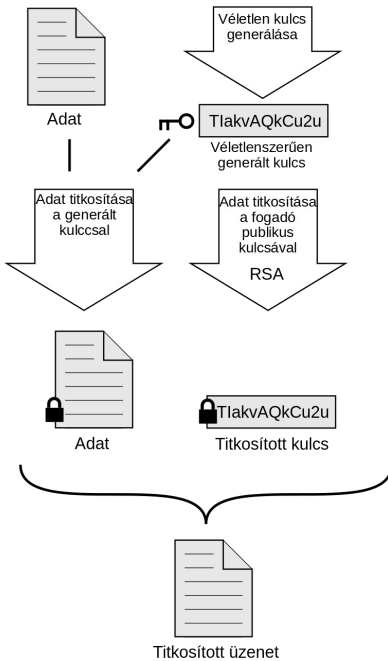 Véletlen kulcs
generálása
Adat
TIakvAQkCu2u
Véletlenszerűen
generált kulcs
Adat titkosítása
a generált
kulccsal
Adat titkosítása
a fogadó
publikus
kulcsával
RSA
Adat
TIakvAQkCu2u
Titkosított kulcs
Titkosított üzenet